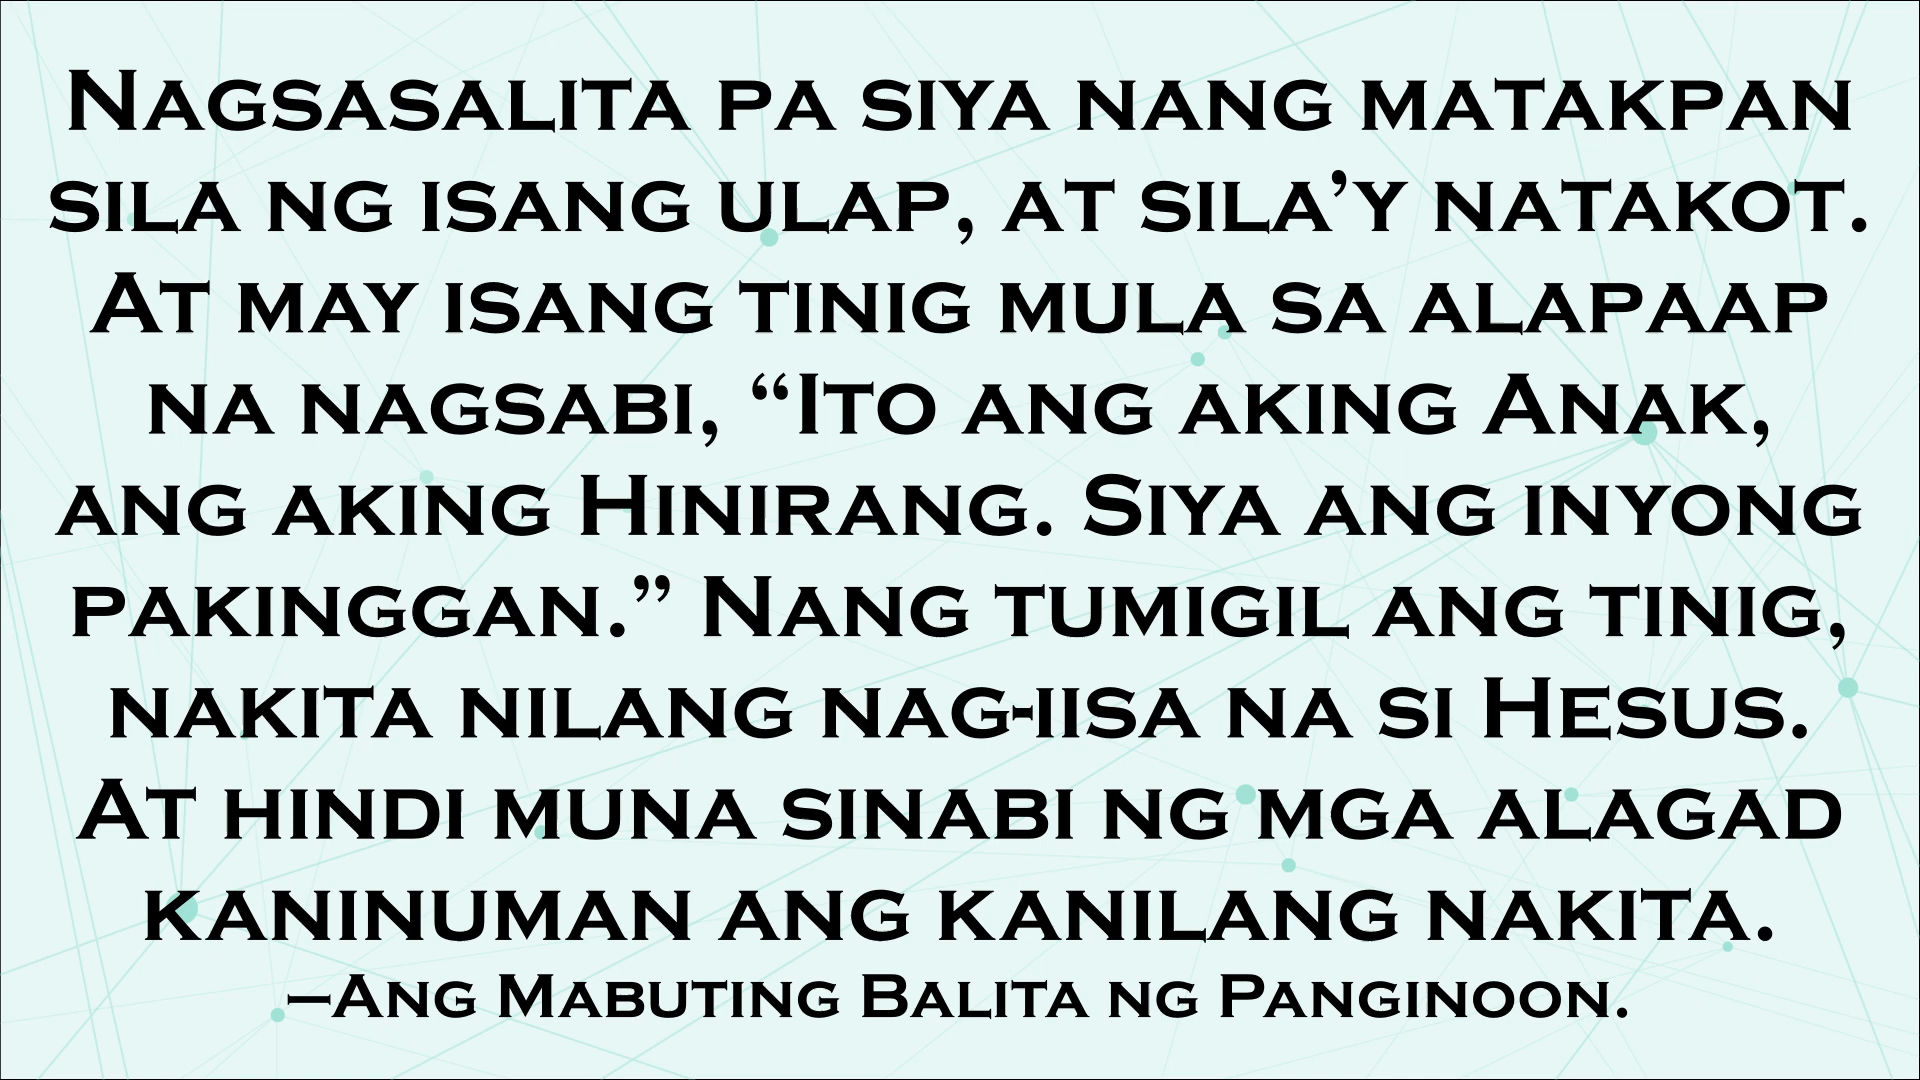 Nagsasalita pa siya nang matakpan
sila ng isang ulap, at sila’y natakot.
At may isang tinig mula sa alapaap
na nagsabi, “Ito ang aking Anak,
ang aking Hinirang. Siya ang inyong
pakinggan.” Nang tumigil ang tinig,
nakita nilang nag-iisa na si Hesus.
At hindi muna sinabi ng mga alagad
kaninuman ang kanilang nakita.
—Ang Mabuting Balita ng Panginoon.